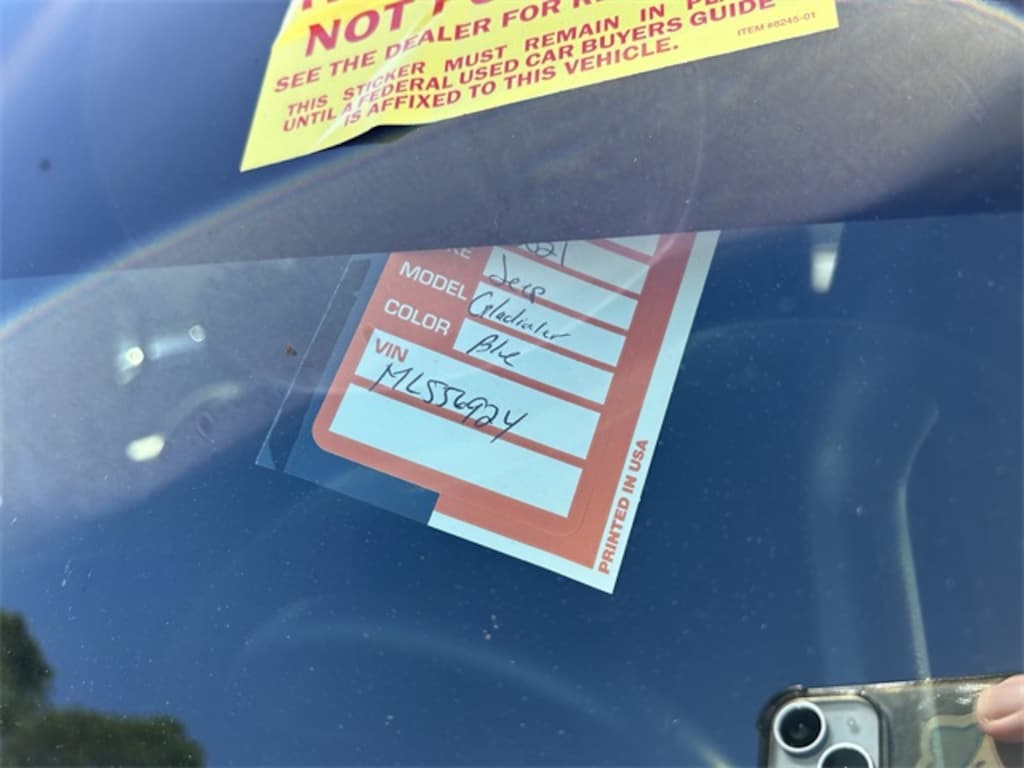 NOT
SEE THE DEALER FOR
THIS STICKER MUST REMAIN IN
UNTIL A FEDERAL USED CAR BUYERS GUIDE
IS AFFIXED TO THIS VEHICLE.
ITEM #8245-01
Jeep
MODEL Gladiator
COLOR Blue
VIN
ML556924
PRINTED IN USA